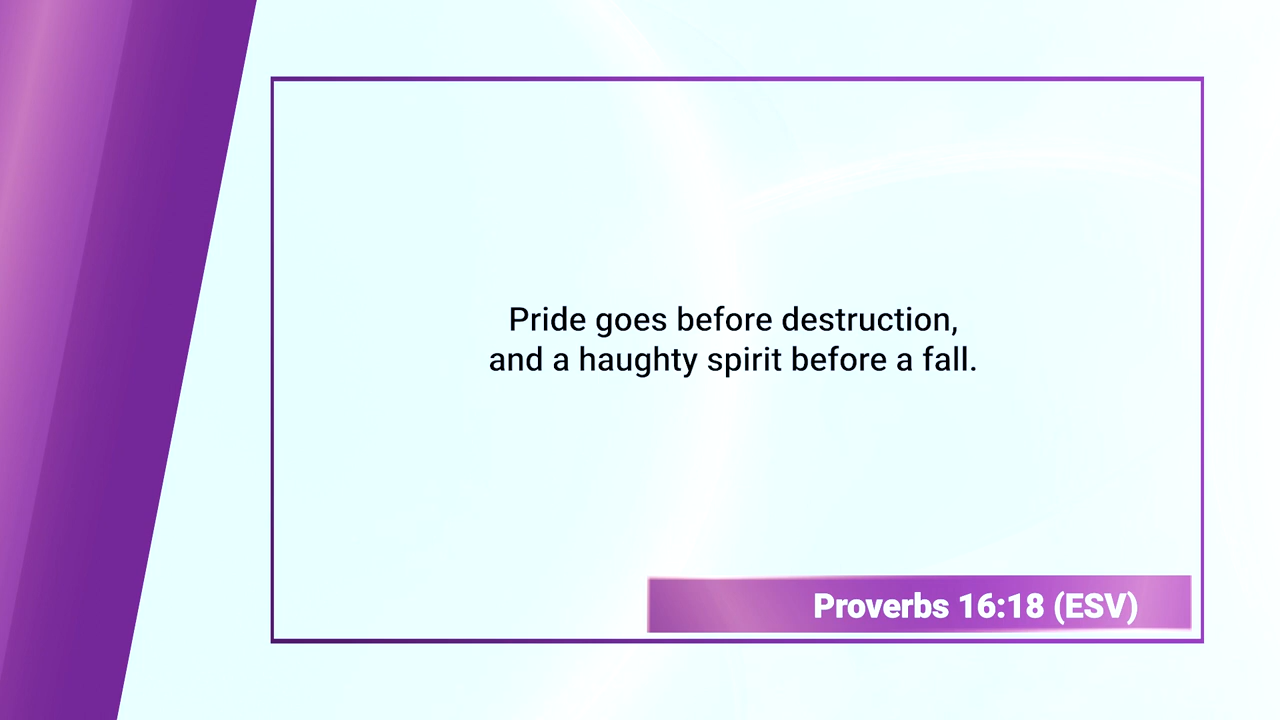 Pride goes before destruction,
and a haughty spirit before a fall.
Proverbs 16:18 (ESV)